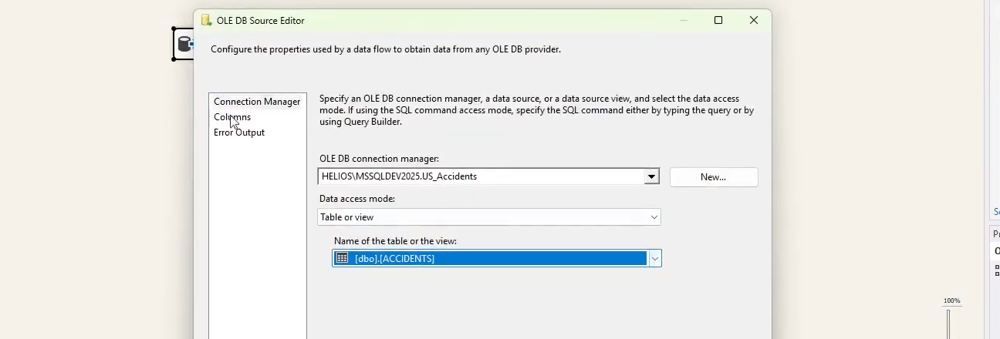 OLE DB Source Editor
Configure the properties used by a data flow to obtain data from any OLE DB provider.
Connection Manager
Columns
Error Output
Specify an OLE DB connection manager, a data source, or a data source view, and select the data access
mode. If using the SQL command access mode, specify the SQL command either by typing the query or by
using Query Builder.
OLE DB connection manager:
HELIOS\MSSQLDEV2025.US_Accidents
New...
Data access mode:
Table or view
Name of the table or the view:
[dbo].[ACCIDENTS]
100%